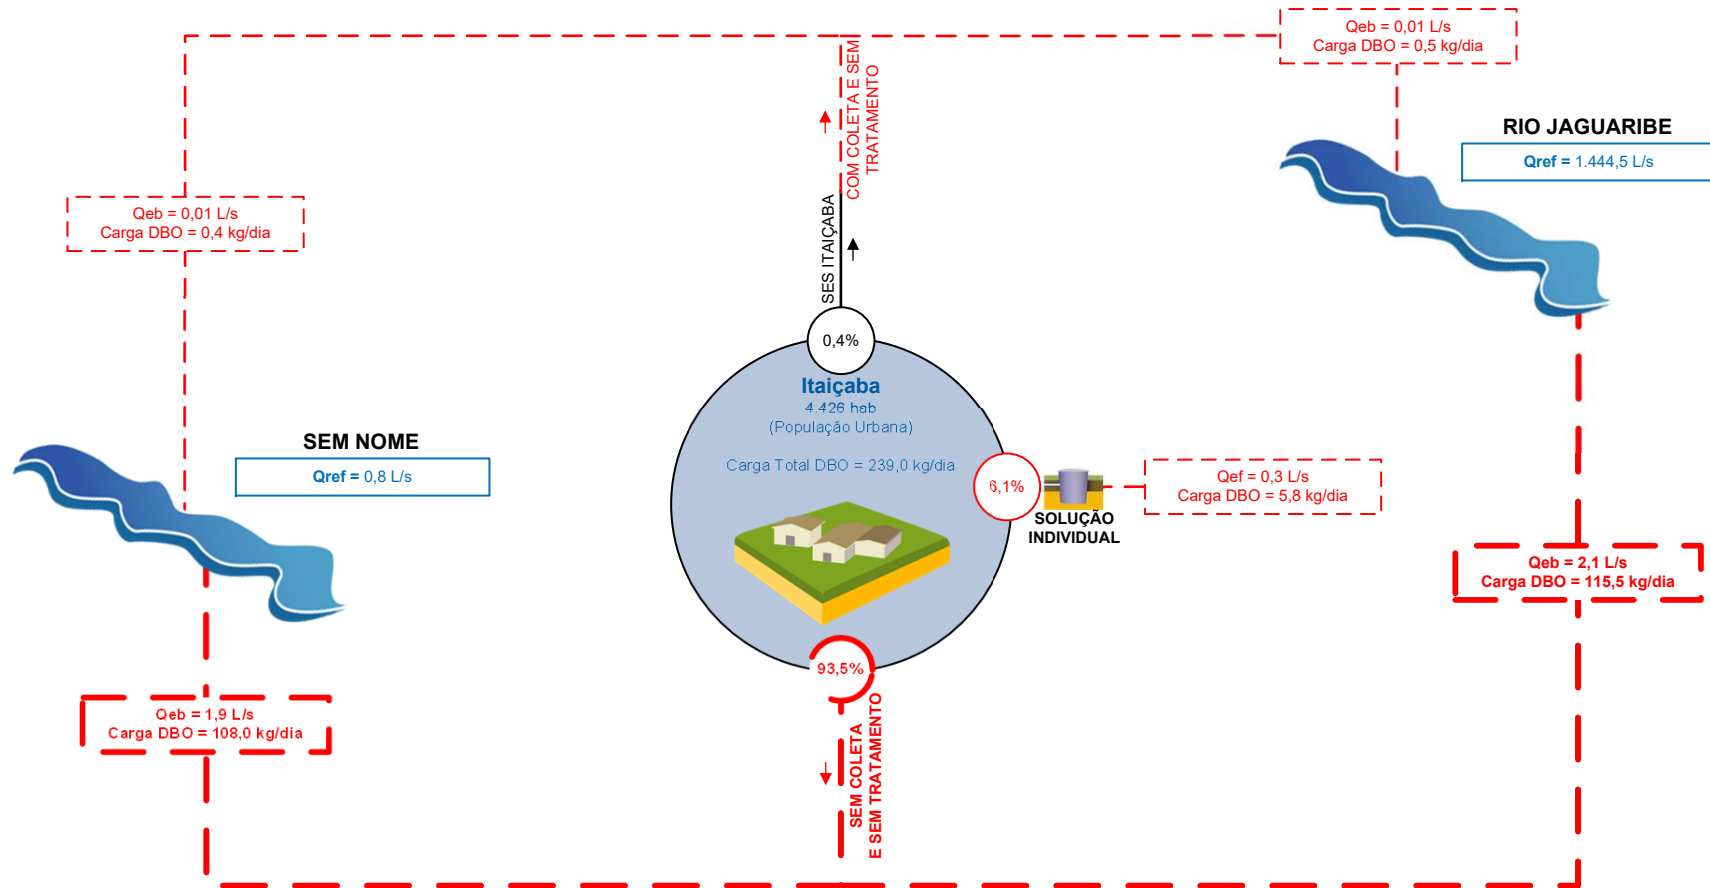 Qeb = 0,01 L/s
Carga DBO = 0,5 kg/dia
COM COLETA E SEM
TRATAMENTO
RIO JAGUARIBE
Qref = 1.444,5 L/s
Qeb = 0,01 L/s
Carga DBO = 0,4 kg/dia
SES ITAIÇABA
0,4%
Itaiçaba
4.426 hab
(População Urbana)
Carga Total DBO = 239,0 kg/dia
SEM NOME
Qref = 0,8 L/s
6,1%
SOLUÇÃO
INDIVIDUAL
Qef = 0,3 L/s
Carga DBO = 5,8 kg/dia
Qeb = 2,1 L/s
Carga DBO = 115,5 kg/dia
93,5%
Qeb = 1,9 L/s
Carga DBO = 108,0 kg/dia
SEM COLETA
E SEM TRATAMENTO